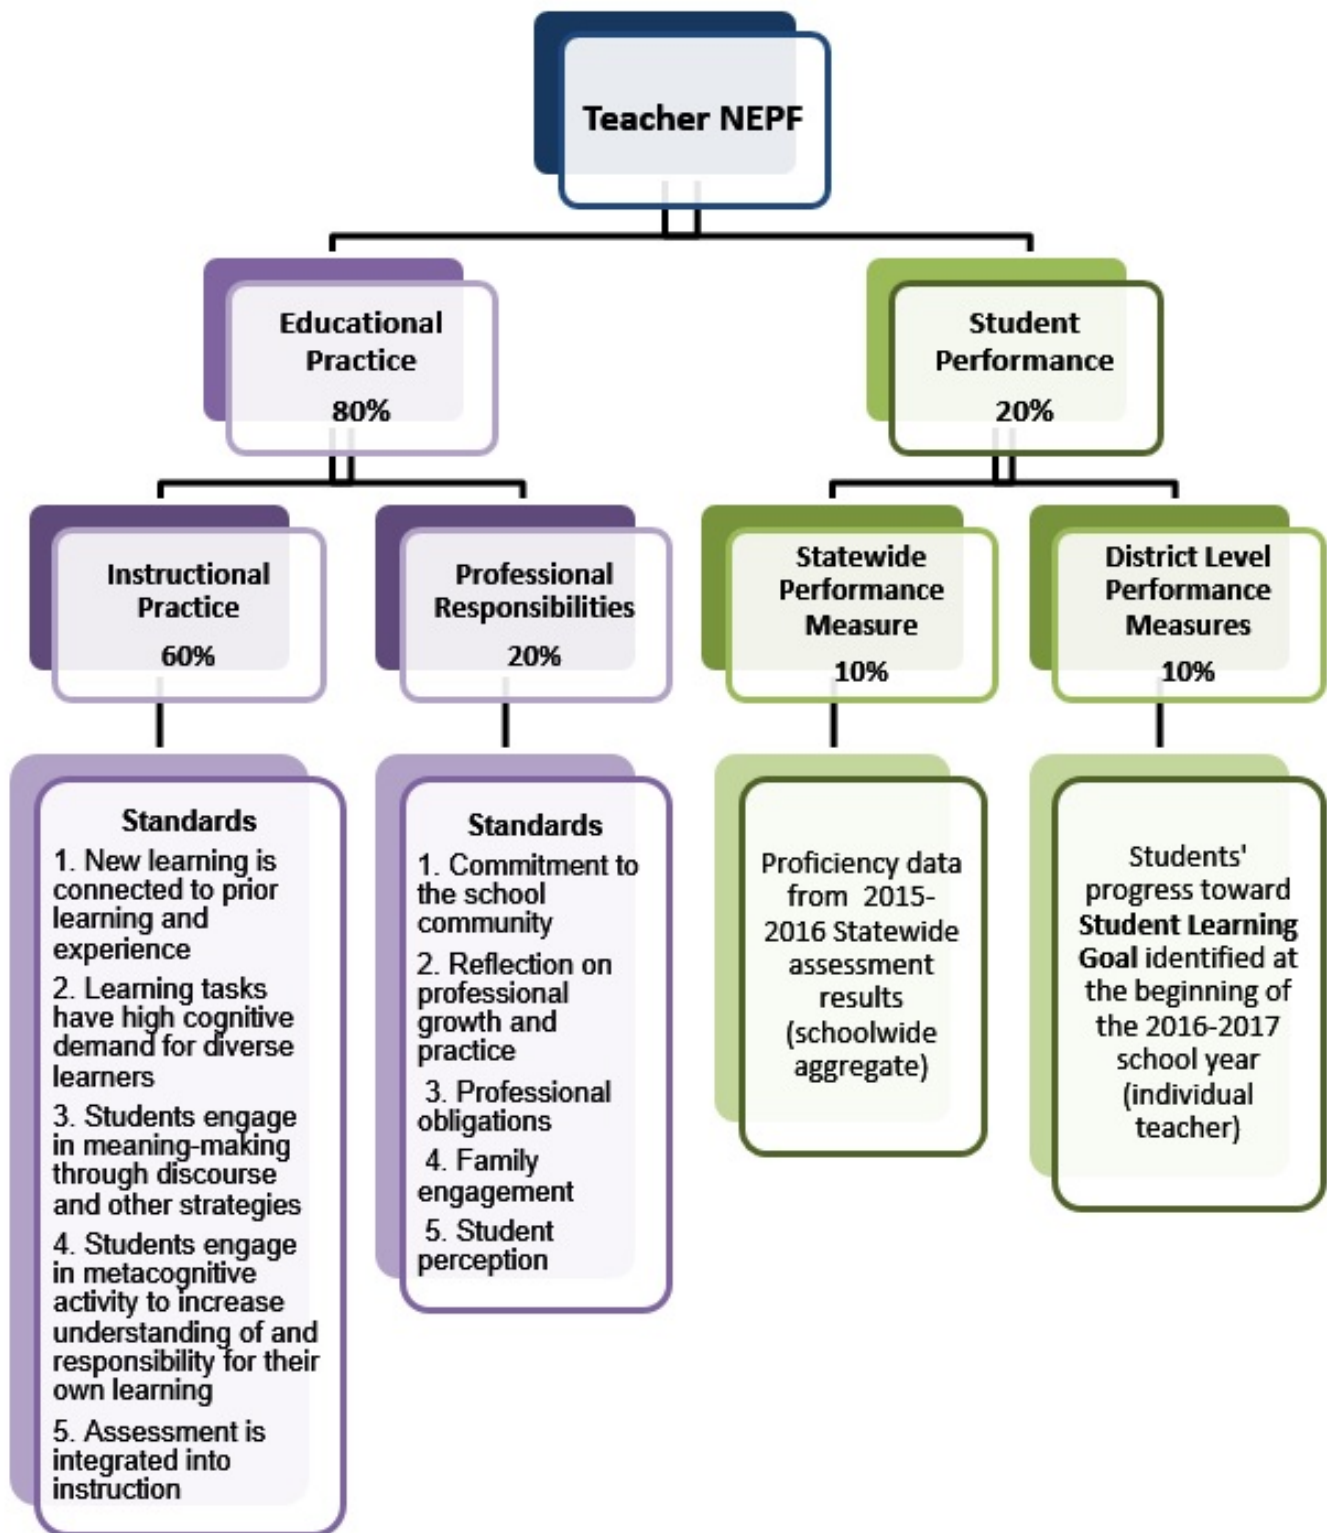 Teacher NEPF
Educational
Practice
80%
Student
Performance
20%
Instructional
Practice
60%
Professional
Responsibilities
20%
Statewide
Performance
Measure
10%
District Level
Performance
Measures
10%
Standards
1. New learning is
connected to prior
learning and
experience
2. Learning tasks
have high cognitive
demand for diverse
learners
3. Students engage
in meaning-making
through discourse
and other strategies
4. Students engage
in metacognitive
activity to increase
understanding of and
responsibility for their
own learning
5. Assessment is
integrated into
instruction
Standards
1. Commitment to
the school
community
2. Reflection on
professional
growth and
practice
3. Professional
obligations
4. Family
engagement
5. Student
perception
Proficiency data
from 2015-
2016 Statewide
assessment
results
(schoolwide
aggregate)
Students'
progress toward
Student Learning
Goal identified at
the beginning of
the 2016-2017
school year
(individual
teacher)